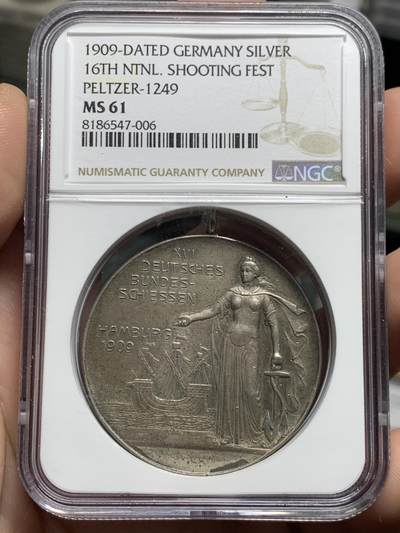 1909-DATED GERMANY SILVER
16TH NTNL. SHOOTING FEST
PELTZER-1249
MS 61
8186547-006
NUMISMATIC GUARANTY COMPANY
NGC
XVI
DEUTSCHES
BUNDES-
SCHIESSEN
HAMBURG
1909